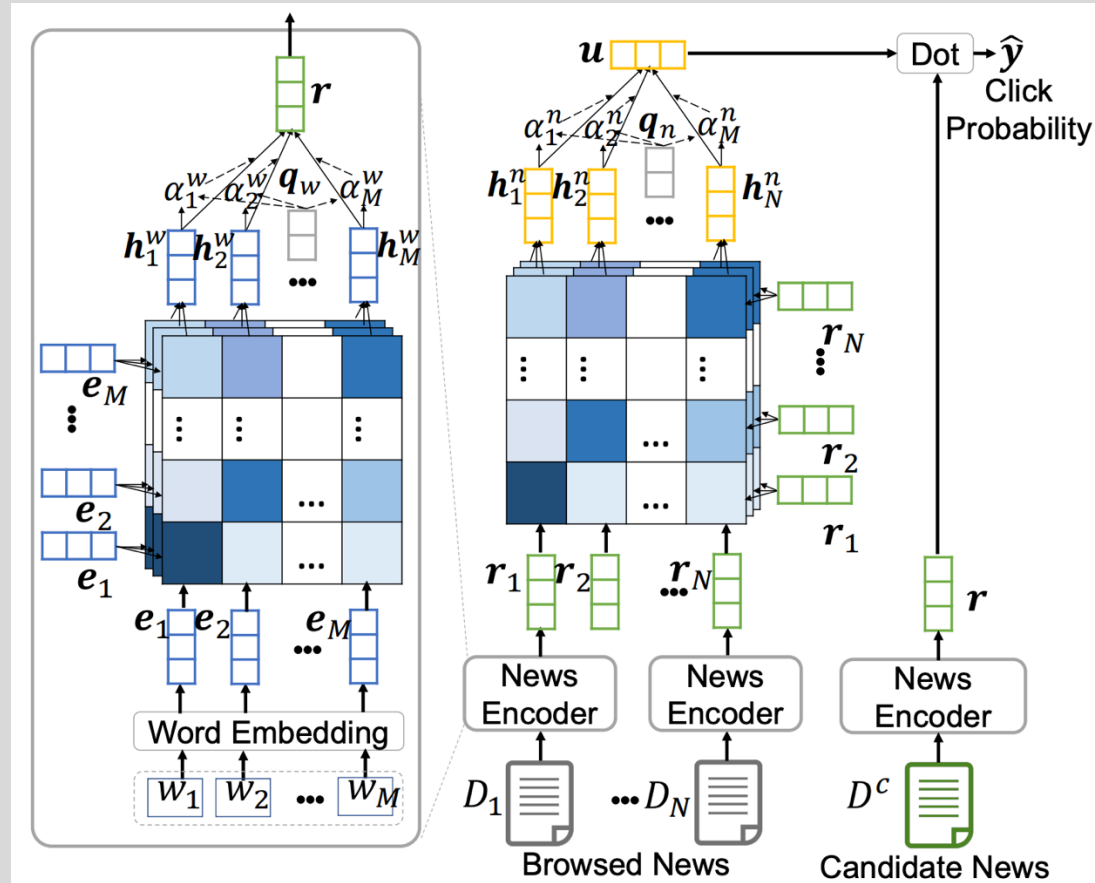 r
α₁ʷ α₂ʷ q_w α_Mʷ
h₁ʷ h₂ʷ ... h_Mʷ
e_M
⋮
e₂
e₁
⋮ ⋮ ⋮
...
...
e₁ e₂ ... e_M
Word Embedding
w₁ w₂ ... w_M
u
α₁ⁿ α₂ⁿ qₙ α_Mⁿ
h₁ⁿ h₂ⁿ ... h_Nⁿ
⋮ ⋮ ⋮
...
...
r_N
⋮
r₂
r₁
r₁ r₂ ... r_N
News
Encoder
News
Encoder
D₁ ... D_N
Browsed News
Dot
ŷ
Click
Probability
r
News
Encoder
Dᶜ
Candidate News